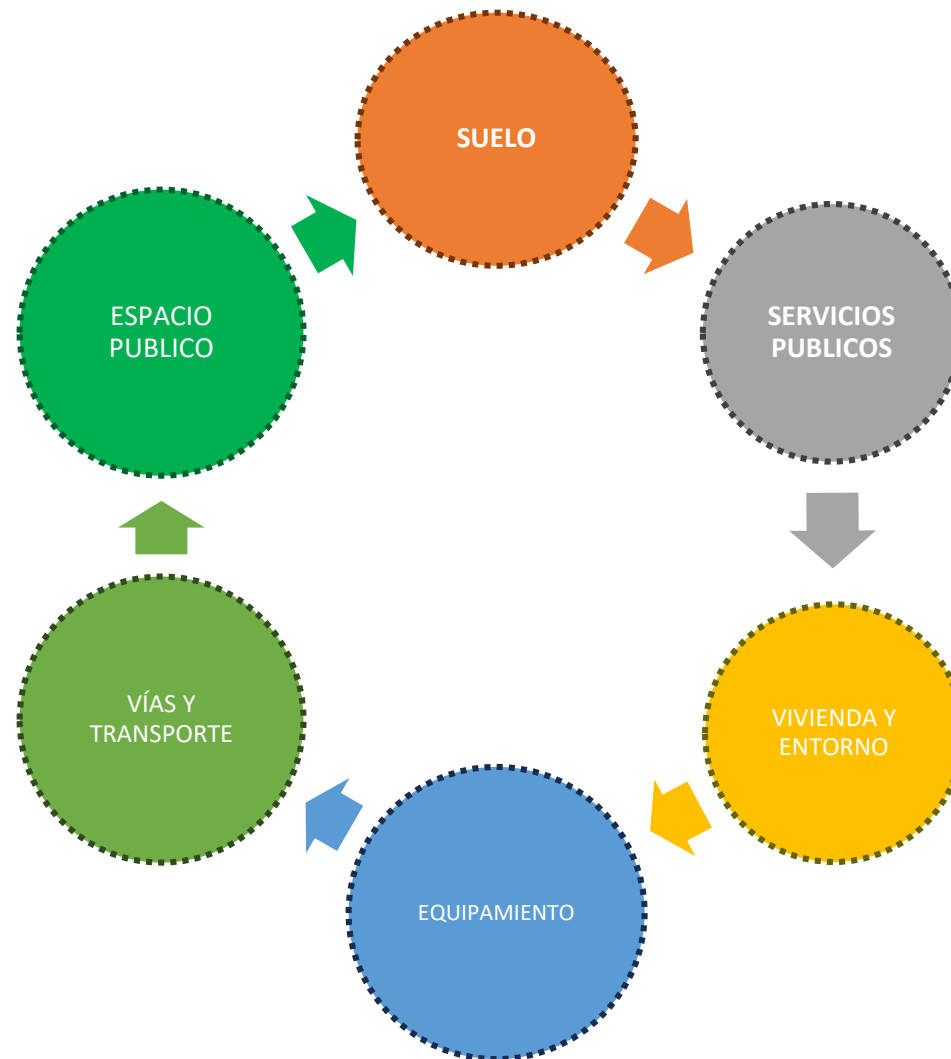 SUELO
SERVICIOS
PUBLICOS
VIVIENDA Y
ENTORNO
EQUIPAMIENTO
VÍAS Y
TRANSPORTE
ESPACIO
PUBLICO